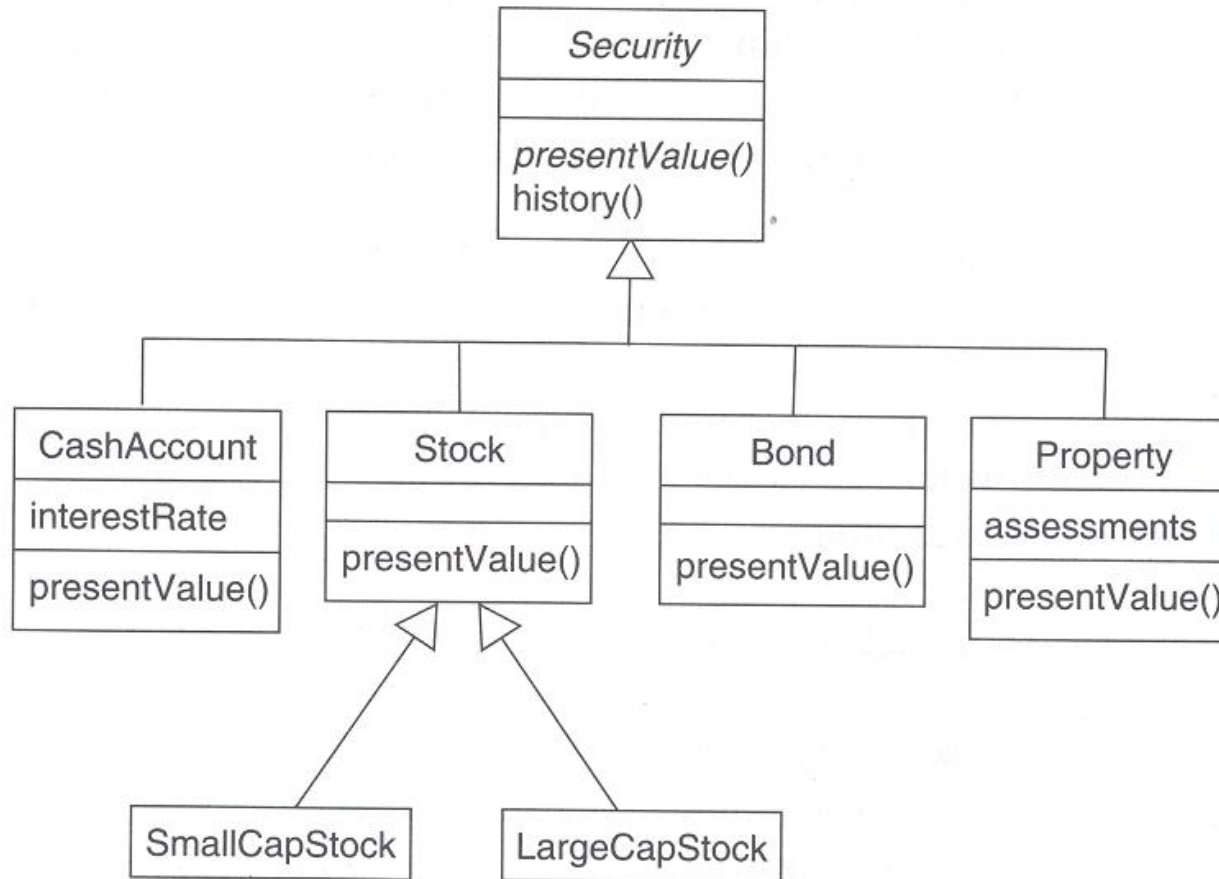 Security
presentValue()
history()
CashAccount
interestRate
presentValue()
Stock
presentValue()
Bond
presentValue()
Property
assessments
presentValue()
SmallCapStock
LargeCapStock